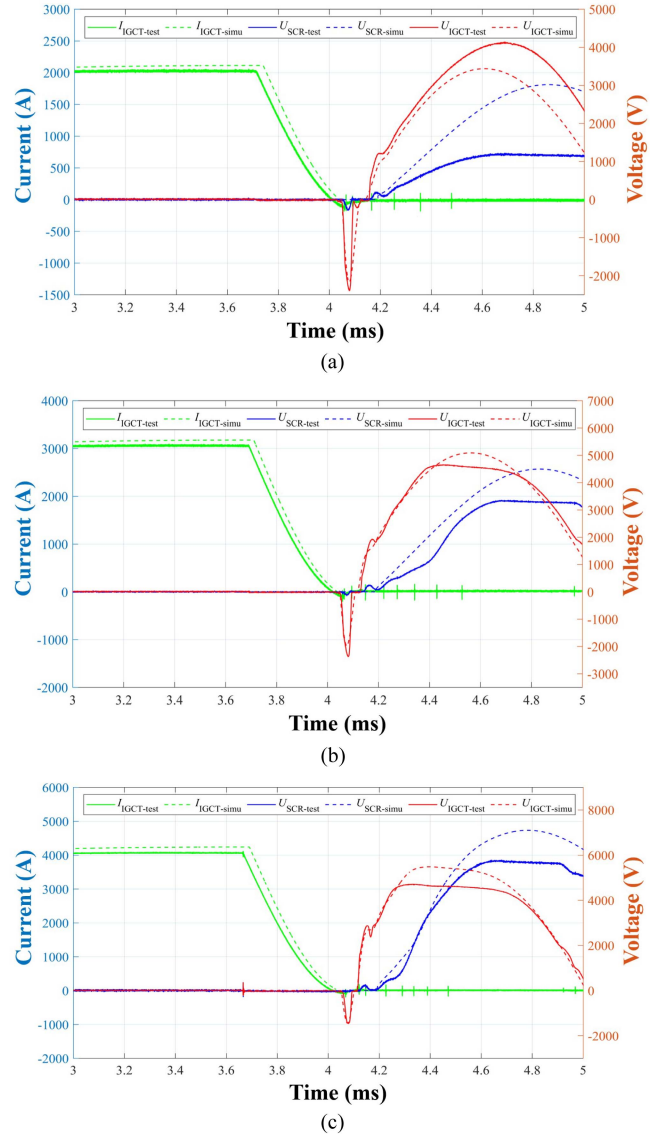 I_IGCT-test I_IGCT-simu U_SCR-test U_SCR-simu U_IGCT-test U_IGCT-simu
Current (A)
3000
2500
2000
1500
1000
500
0
-500
-1000
-1500
Voltage (V)
5000
4000
3000
2000
1000
0
-1000
-2000
3 3.2 3.4 3.6 3.8 4 4.2 4.4 4.6 4.8 5
Time (ms)
(a)
I_IGCT-test I_IGCT-simu U_SCR-test U_SCR-simu U_IGCT-test U_IGCT-simu
Current (A)
4000
3000
2000
1000
0
-1000
-2000
Voltage (V)
7000
6000
5000
4000
3000
2000
1000
0
-1000
-2000
-3000
3 3.2 3.4 3.6 3.8 4 4.2 4.4 4.6 4.8 5
Time (ms)
(b)
I_IGCT-test I_IGCT-simu U_SCR-test U_SCR-simu U_IGCT-test U_IGCT-simu
Current (A)
6000
5000
4000
3000
2000
1000
0
-1000
-2000
Voltage (V)
8000
6000
4000
2000
0
-2000
3 3.2 3.4 3.6 3.8 4 4.2 4.4 4.6 4.8 5
Time (ms)
(c)